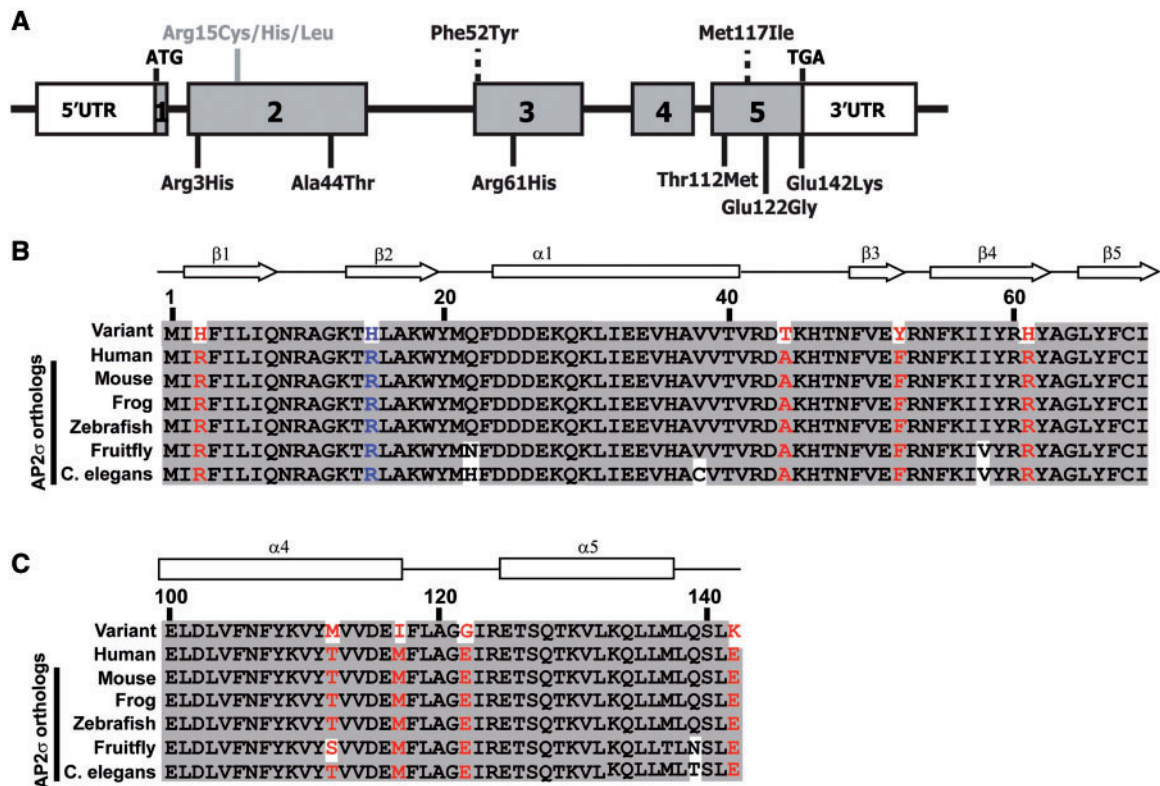 A
Arg15Cys/His/Leu
Phe52Tyr
Met117Ile
ATG
TGA
5'UTR
1
2
3
4
5
3'UTR
Arg3His
Ala44Thr
Arg61His
Thr112Met
Glu122Gly
Glu142Lys
B
β1 β2 α1 β3 β4 β5
1 20 40 60
Variant MIHFILIQNRAGKTHLAKWYMQFDDDEKQKLIEEVHAVVTVRDTKHTNFVEYRNFKIIYRHYAGLYFCI
Human MIRFILIQNRAGKTRLAKWYMQFDDDEKQKLIEEVHAVVTVRDAKHTNFVEFRNFKIIYRRYAGLYFCI
Mouse MIRFILIQNRAGKTRLAKWYMQFDDDEKQKLIEEVHAVVTVRDAKHTNFVEFRNFKIIYRRYAGLYFCI
Frog MIRFILIQNRAGKTRLAKWYMQFDDDEKQKLIEEVHAVVTVRDAKHTNFVEFRNFKIIYRRYAGLYFCI
Zebrafish MIRFILIQNRAGKTRLAKWYMQFDDDEKQKLIEEVHAVVTVRDAKHTNFVEFRNFKIIYRRYAGLYFCI
Fruitfly MIRFILIQNRAGKTRLAKWYMNFDDDEKQKLIEEVHAVVTVRDAKHTNFVEFRNFKIVYRRYAGLYFCI
C. elegans MIRFILIQNRAGKTRLAKWYMHFDDDEKQKLIEEVHACVTVRDAKHTNFVEFRNFKIVYRRYAGLYFCI
AP2σ orthologs
C
α4 α5
100 120 140
Variant ELDLVFNFYKVYMVVDEIFLAGGIRETSQTKVLKQLLMLQSLK
Human ELDLVFNFYKVYTVVDEMFLAGEIRETSQTKVLKQLLMLQSLE
Mouse ELDLVFNFYKVYTVVDEMFLAGEIRETSQTKVLKQLLMLQSLE
Frog ELDLVFNFYKVYTVVDEMFLAGEIRETSQTKVLKQLLMLQSLE
Zebrafish ELDLVFNFYKVYTVVDEMFLAGEIRETSQTKVLKQLLMLQSLE
Fruitfly ELDLVFNFYKVYSVVDEMFLAGEIRETSQTKVLKQLLTLNSLE
C. elegans ELDLVFNFYKVYTVVDEMFLAGEIRETSQTKVLKQLLMLTSLE
AP2σ orthologs